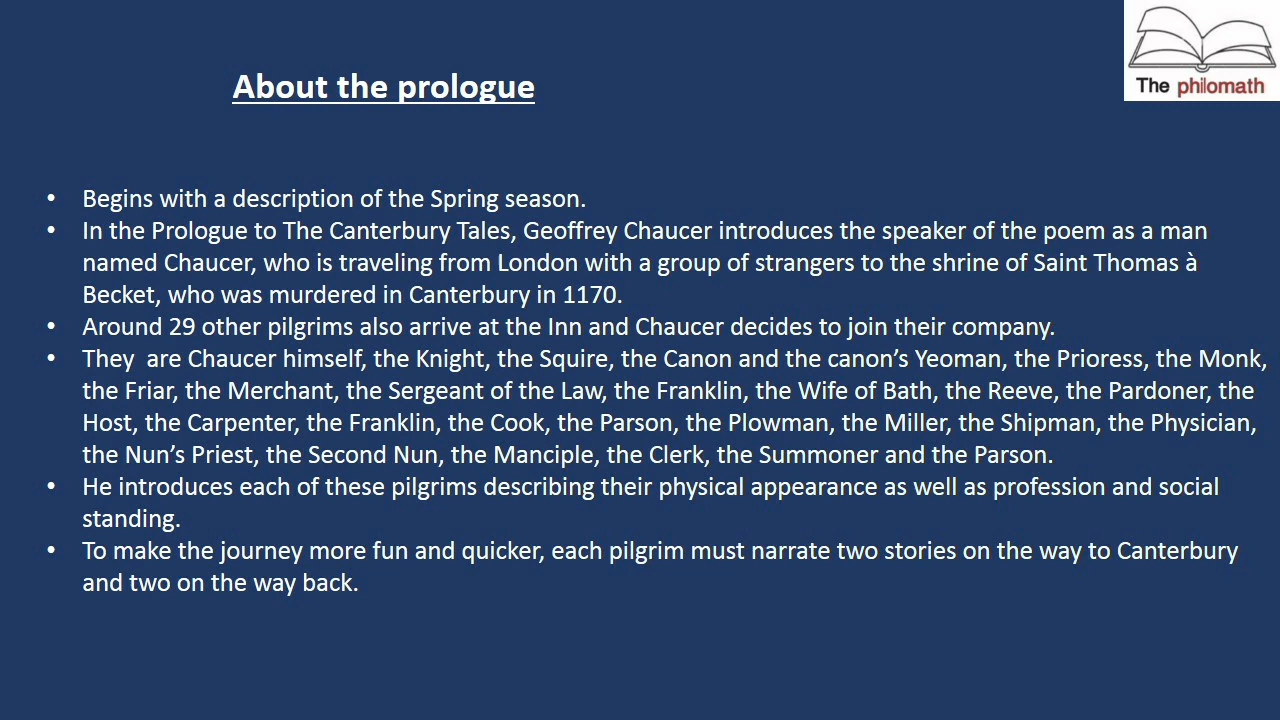 The philomath
About the prologue
• Begins with a description of the Spring season.
• In the Prologue to The Canterbury Tales, Geoffrey Chaucer introduces the speaker of the poem as a man
named Chaucer, who is traveling from London with a group of strangers to the shrine of Saint Thomas à
Becket, who was murdered in Canterbury in 1170.
• Around 29 other pilgrims also arrive at the Inn and Chaucer decides to join their company.
• They  are Chaucer himself, the Knight, the Squire, the Canon and the canon’s Yeoman, the Prioress, the Monk,
the Friar, the Merchant, the Sergeant of the Law, the Franklin, the Wife of Bath, the Reeve, the Pardoner, the
Host, the Carpenter, the Franklin, the Cook, the Parson, the Plowman, the Miller, the Shipman, the Physician,
the Nun’s Priest, the Second Nun, the Manciple, the Clerk, the Summoner and the Parson.
• He introduces each of these pilgrims describing their physical appearance as well as profession and social
standing.
• To make the journey more fun and quicker, each pilgrim must narrate two stories on the way to Canterbury
and two on the way back.